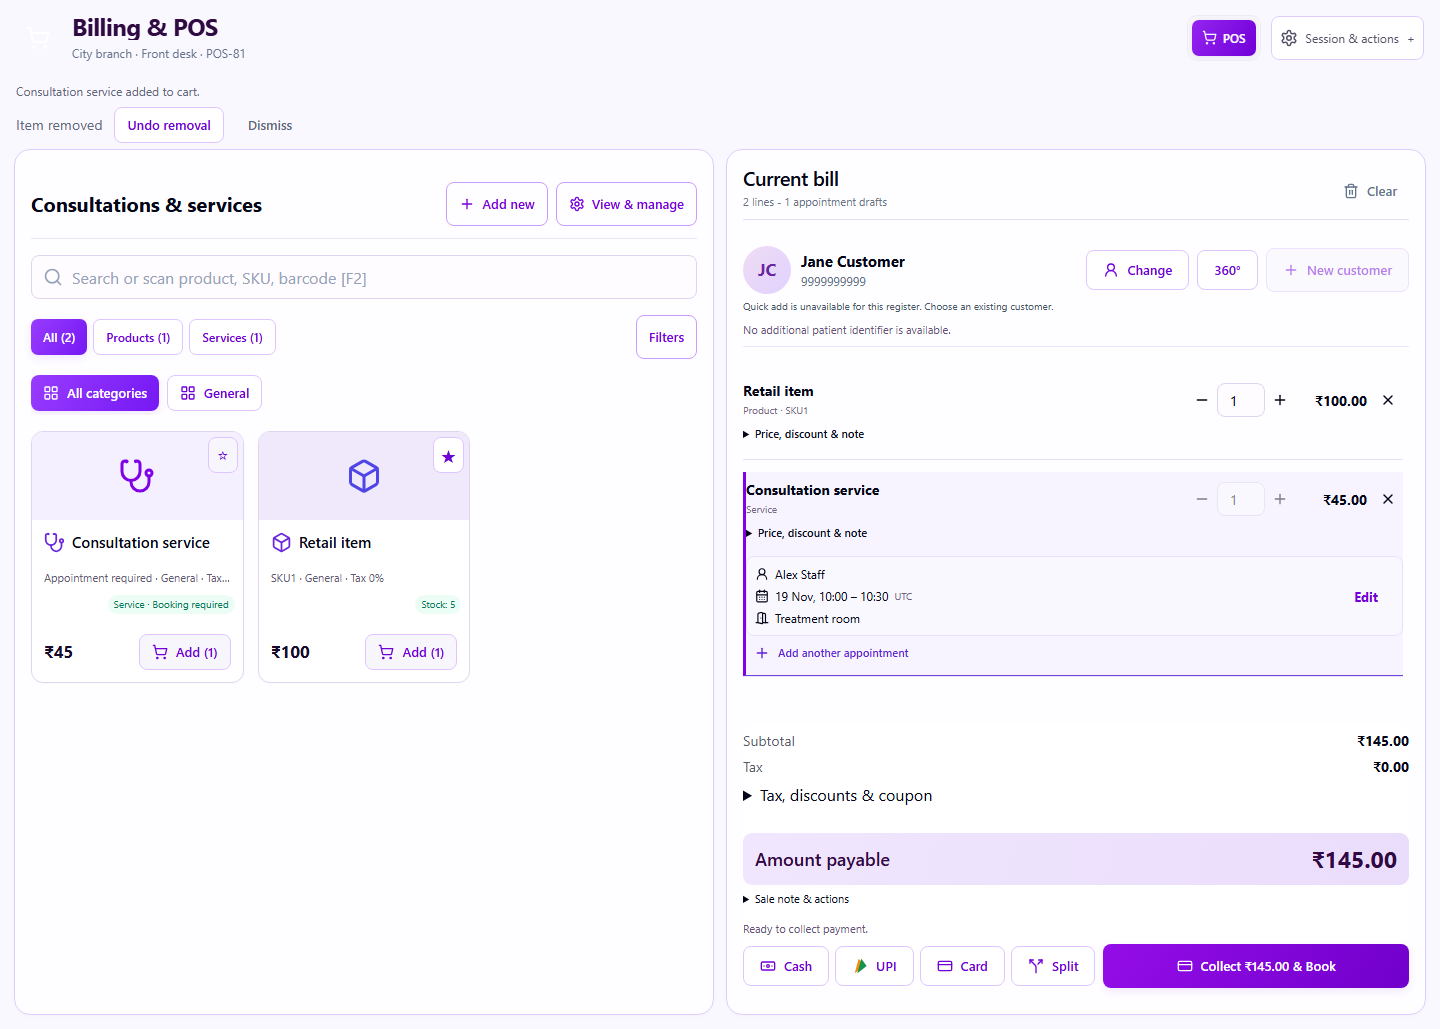 Billing & POS
City branch · Front desk · POS-81
POS
Session & actions +
Consultation service added to cart.
Item removed
Undo removal
Dismiss
Consultations & services
Add new
View & manage
Search or scan product, SKU, barcode [F2]
All (2)
Products (1)
Services (1)
Filters
All categories
General
Consultation service
Appointment required · General · Tax...
Service · Booking required
₹45
Add (1)
Retail item
SKU1 · General · Tax 0%
Stock: 5
₹100
Add (1)
Current bill
2 lines - 1 appointment drafts
Clear
JC
Jane Customer
9999999999
Change
360°
New customer
Quick add is unavailable for this register. Choose an existing customer.
No additional patient identifier is available.
Retail item
Product · SKU1
1
₹100.00
Price, discount & note
Consultation service
Service
1
₹45.00
Price, discount & note
Alex Staff
19 Nov, 10:00 – 10:30 UTC
Treatment room
Edit
Add another appointment
Subtotal ₹145.00
Tax ₹0.00
Tax, discounts & coupon
Amount payable ₹145.00
Sale note & actions
Ready to collect payment.
Cash
UPI
Card
Split
Collect ₹145.00 & Book